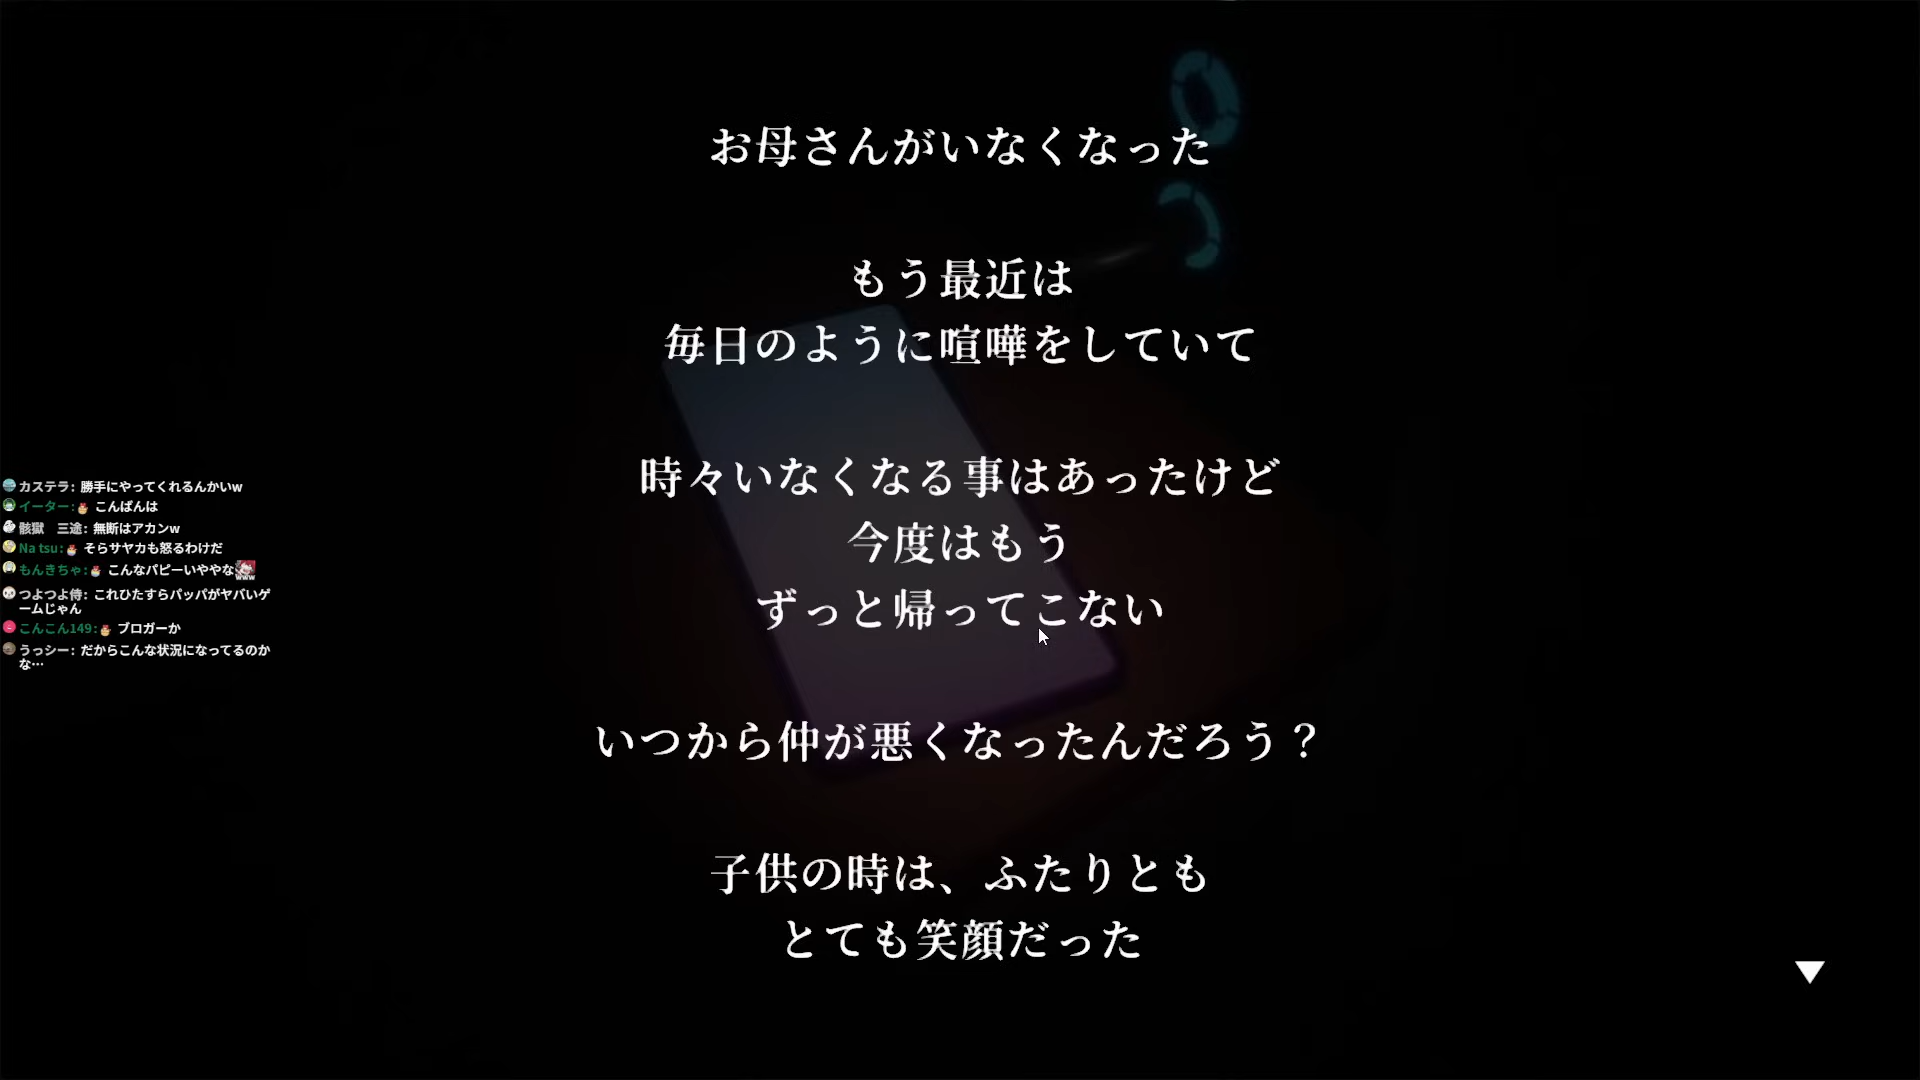 お母さんがいなくなった
もう最近は
毎日のように喧嘩をしていて
時々いなくなる事はあったけど
今度はもう
ずっと帰ってこない
いつから仲が悪くなったんだろう？
子供の時は、ふたりとも
とても笑顔だった
カステラ: 勝手にやってくれるんかいw
イーター: こんばんは
骸獄　三途: 無断はアカンw
Na tsu: そらサヤカも怒るわけだ
もんきちゃ: こんなパピーいややな
つよつよ侍: これひたすらパッパがヤバいゲ
ームじゃん
こんこん149: ブロガーか
うっシー: だからこんな状況になってるのか
な…